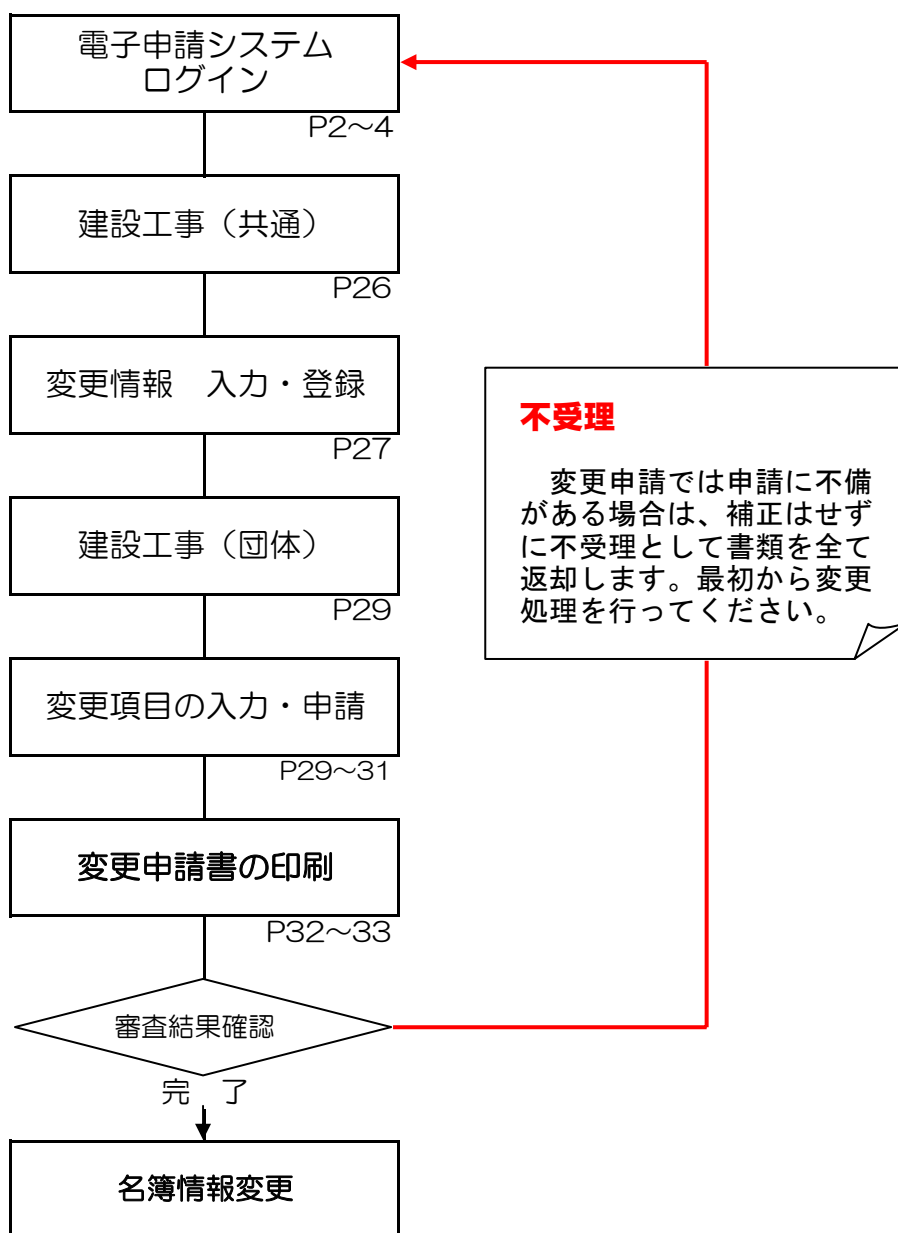 電子申請システム
ログイン
P2～4
建設工事（共通）
P26
変更情報　入力・登録
P27
建設工事（団体）
P29
変更項目の入力・申請
P29～31
変更申請書の印刷
P32～33
審査結果確認
完　了
名簿情報変更
不受理
　変更申請では申請に不備
がある場合は、補正はせず
に不受理として書類を全て
返却します。最初から変更
処理を行ってください。